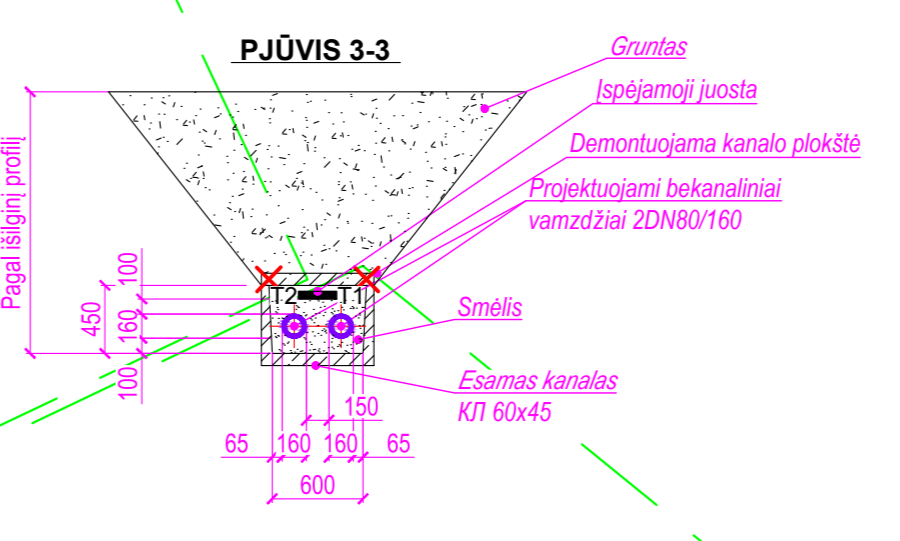 PJŪVIS 3-3
Gruntas
Įspėjamoji juosta
Demontuojama kanalo plokštė
Projektuojami bekanaliniai
vamzdžiai 2DN80/160
Pagal išilginį profilį
100
450
160
100
T2
T1
Smėlis
Esamas kanalas
КЛ 60x45
150
65
160
160
65
600